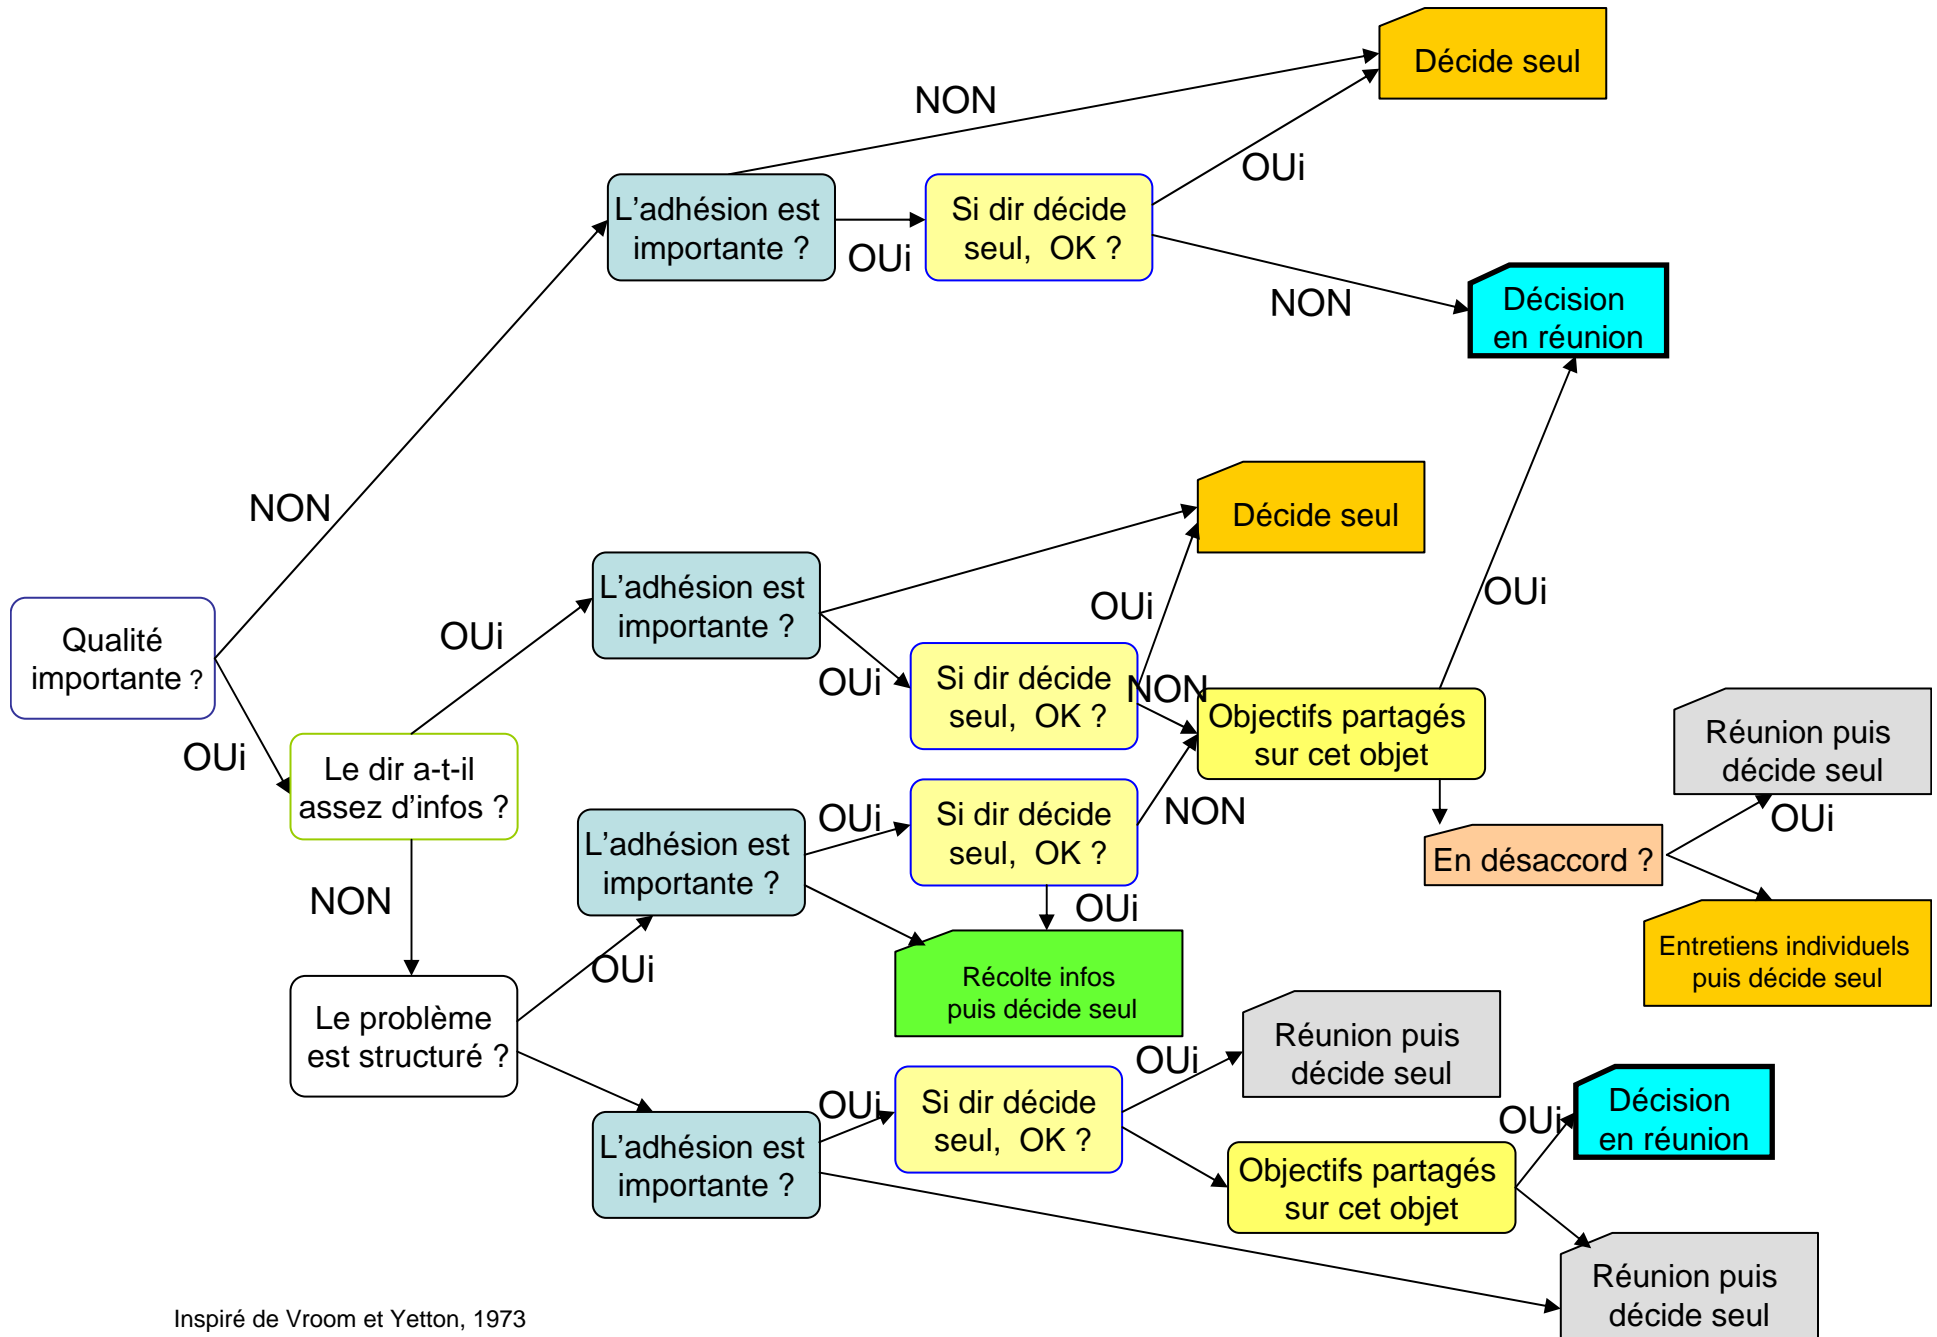 Décide seul
NON
OUi
L'adhésion est
importante ?
Si dir décide
seul, OK ?
OUi
NON
Décision
en réunion
NON
Décide seul
OUi
L'adhésion est
importante ?
OUi
OUi
Qualité
importante ?
OUi
OUi
Si dir décide
seul, OK ?
NON
Objectifs partagés
sur cet objet
Réunion puis
décide seul
Le dir a-t-il
assez d'infos ?
OUi
Si dir décide
seul, OK ?
NON
OUi
L'adhésion est
importante ?
En désaccord ?
NON
OUi
OUi
Récolte infos
puis décide seul
Entretiens individuels
puis décide seul
Le problème
est structuré ?
OUi
Réunion puis
décide seul
OUi
Si dir décide
seul, OK ?
OUi
Décision
en réunion
L'adhésion est
importante ?
Objectifs partagés
sur cet objet
Réunion puis
décide seul
Inspiré de Vroom et Yetton, 1973